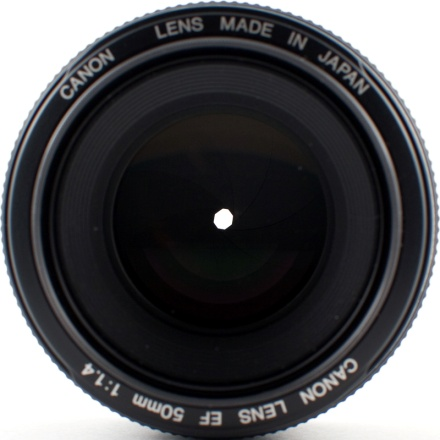 CANON LENS MADE IN JAPAN
CANON LENS EF 50mm 1:1.4